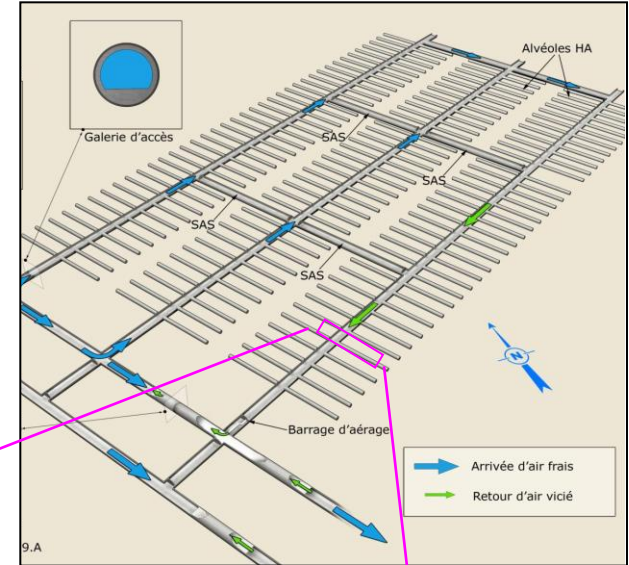 Alvéoles HA
Galerie d'accès
SAS
SAS
SAS
SAS
N
Barrage d'aérage
Arrivée d'air frais
Retour d'air vicié
9.A